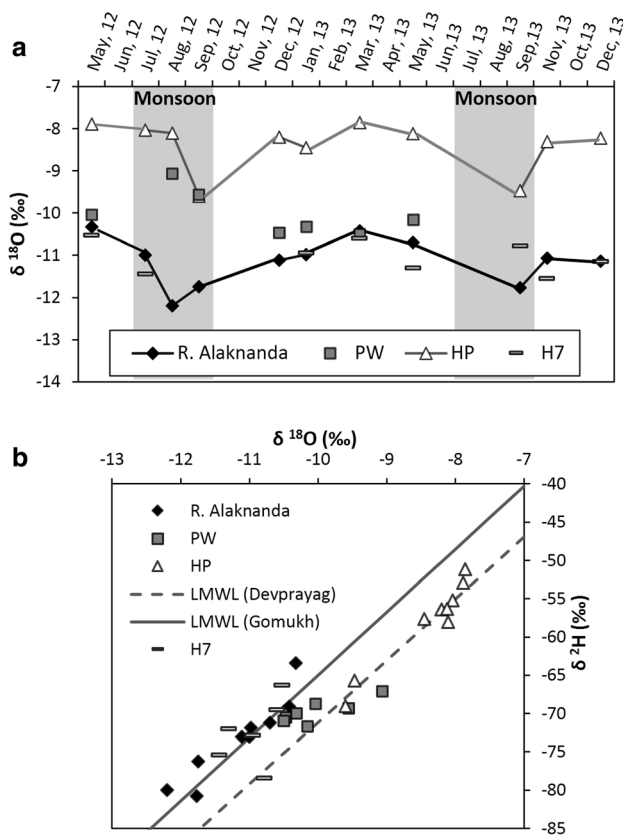 a
May, 12 Jun, 12 Jul, 12 Aug, 12 Sep, 12 Oct, 12 Nov, 12 Dec, 12 Jan, 13 Feb, 13 Mar, 13 Apr, 13 May, 13 Jun, 13 Jul, 13 Aug, 13 Sep,13 Oct,13 Nov, 13 Dec, 13
-7
Monsoon Monsoon
-8
-9
-10
-11
-12
-13
-14
δ 18O (‰)
R. Alaknanda PW HP H7
b
δ 18O (‰)
-13 -12 -11 -10 -9 -8 -7
-40
-45
-50
-55
-60
-65
-70
-75
-80
-85
δ 2H (‰)
R. Alaknanda
PW
HP
LMWL (Devprayag)
LMWL (Gomukh)
H7